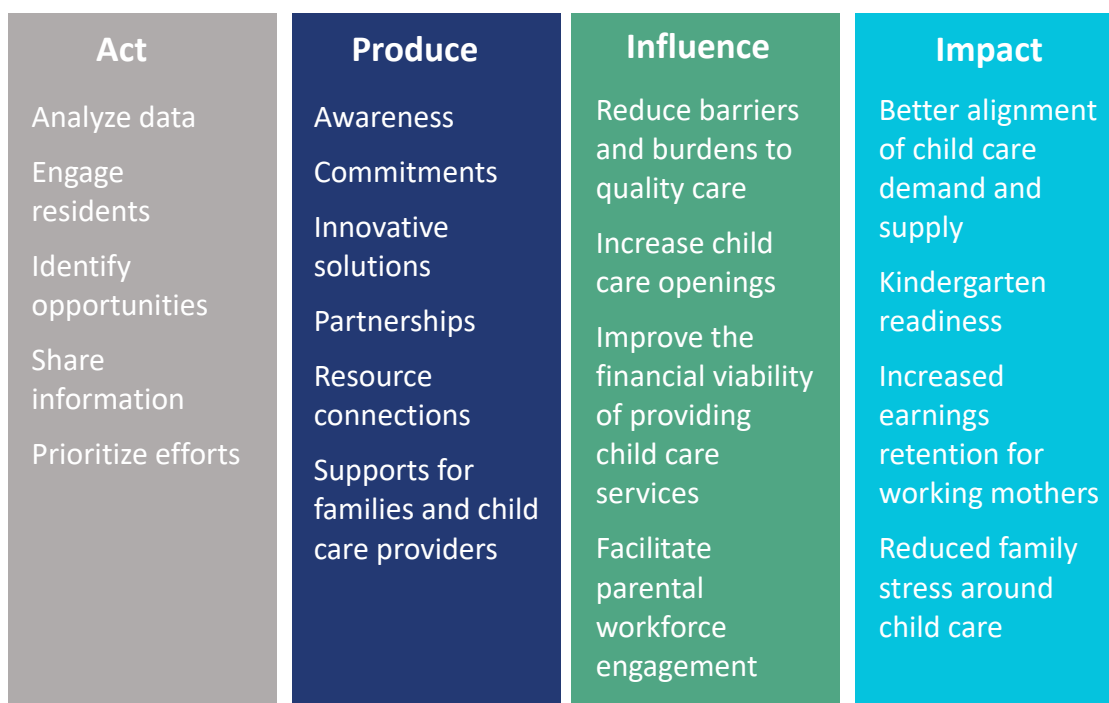 Act
Analyze data
Engage
residents
Identify
opportunities
Share
information
Prioritize efforts
Produce
Awareness
Commitments
Innovative
solutions
Partnerships
Resource
connections
Supports for
families and child
care providers
Influence
Reduce barriers
and burdens to
quality care
Increase child
care openings
Improve the
financial viability
of providing
child care
services
Facilitate
parental
workforce
engagement
Impact
Better alignment
of child care
demand and
supply
Kindergarten
readiness
Increased
earnings
retention for
working mothers
Reduced family
stress around
child care